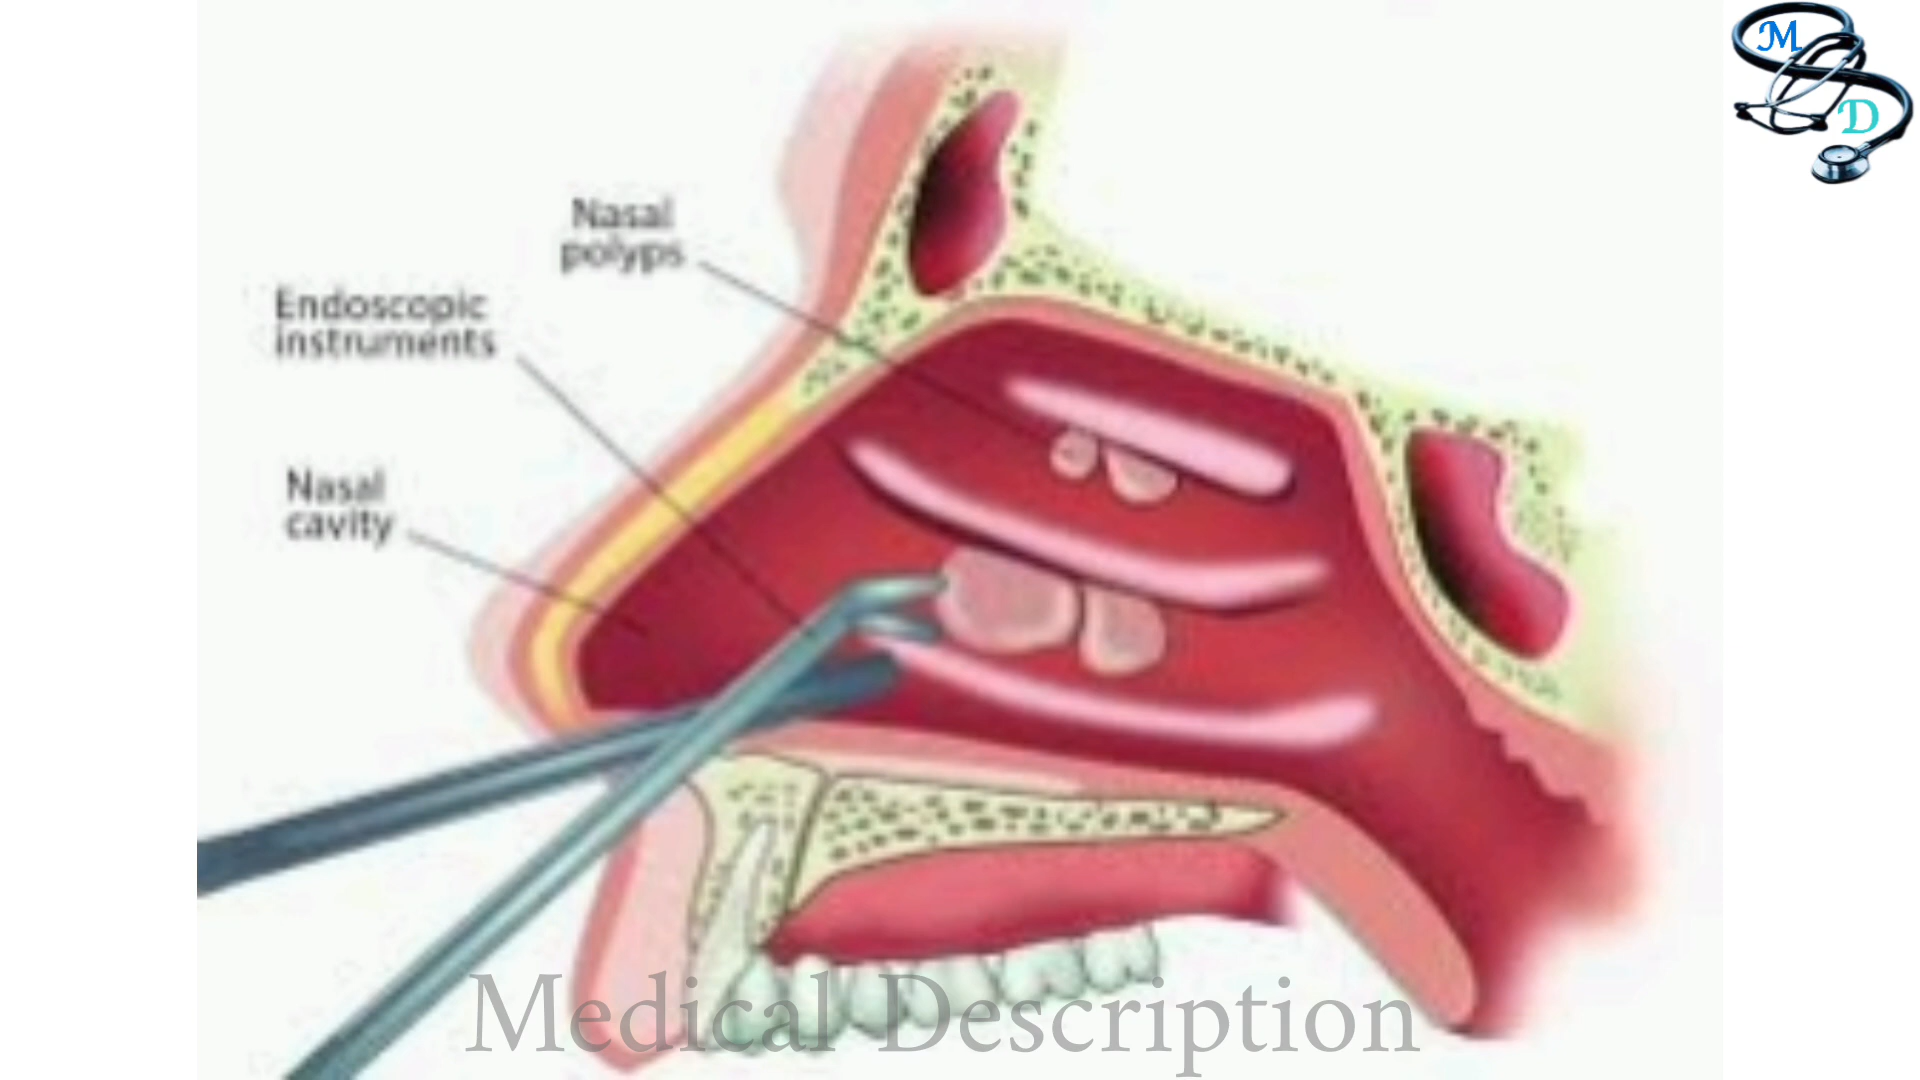 M
D
Nasal
polyps
Endoscopic
instruments
Nasal
cavity
Medical Description